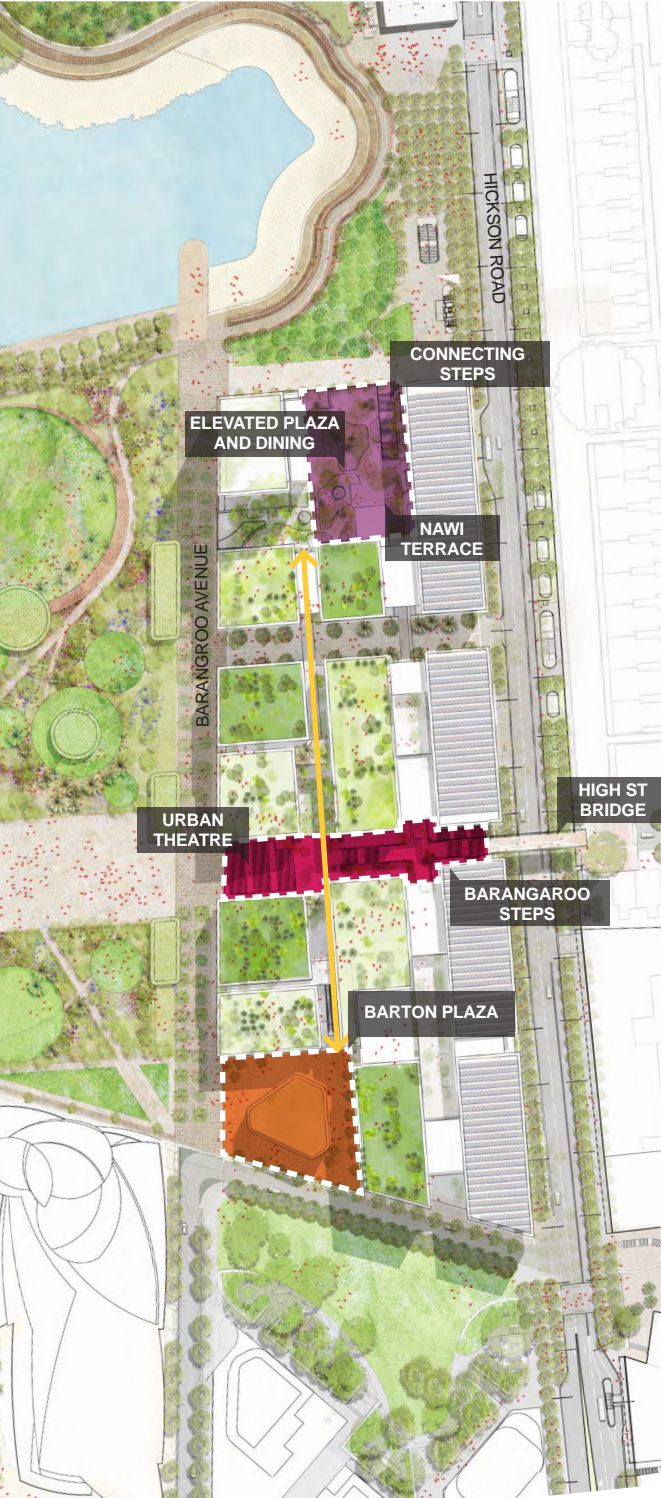 HICKSON ROAD
CONNECTING
STEPS
ELEVATED PLAZA
AND DINING
NAWI
TERRACE
BARANGROO AVENUE
HIGH ST
BRIDGE
URBAN
THEATRE
BARANGAROO
STEPS
BARTON PLAZA